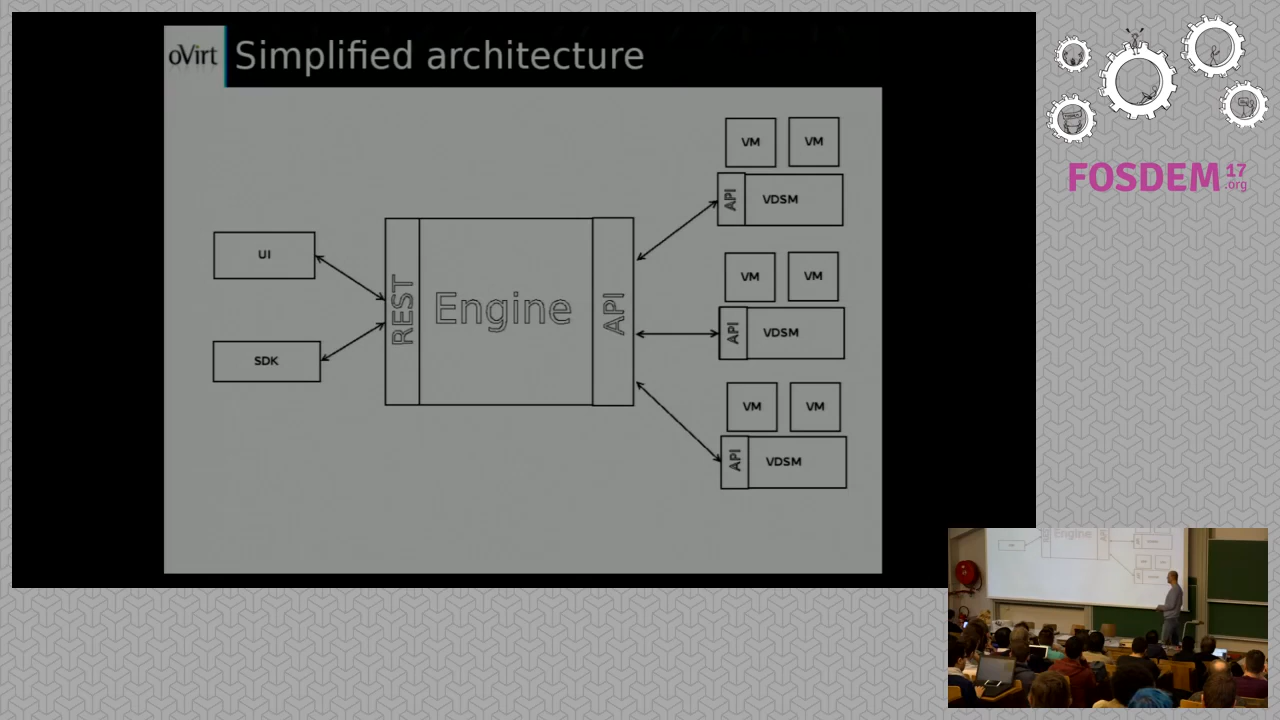 oVirt
Simplified architecture
VM
VM
API
VDSM
UI
VM
VM
REST
Engine
API
API
VDSM
SDK
VM
VM
API
VDSM
FOSDEM 17
.org
Engine